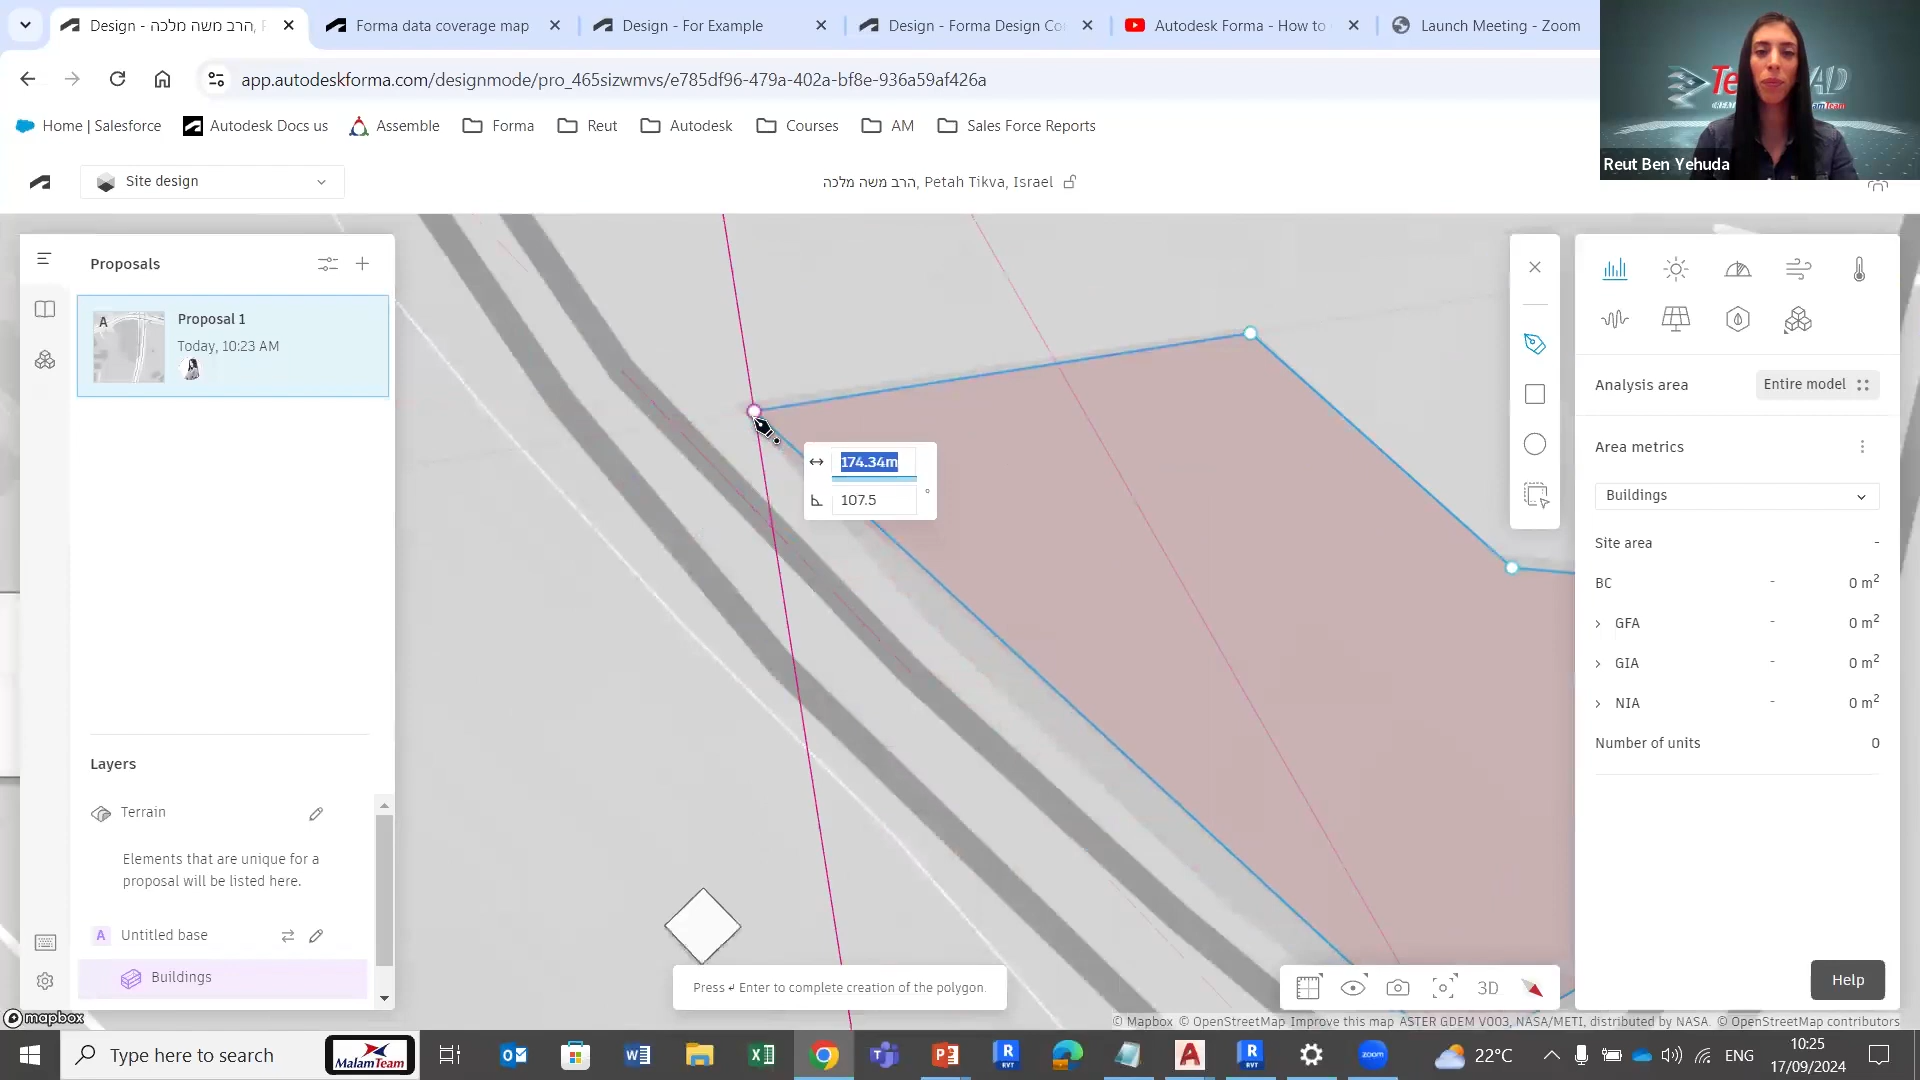 Design - הרב משה מלכה, P
Forma data coverage map
Design - For Example
Design - Forma Design Co
Autodesk Forma - How to
Launch Meeting - Zoom
app.autodeskforma.com/designmode/pro_465sizwmvs/e785df96-479a-402a-bf8e-936a59af426a
Home | Salesforce
Autodesk Docs us
Assemble
Forma
Reut
Autodesk
Courses
AM
Sales Force Reports
Reut Ben Yehuda
Site design
הרב משה מלכה, Petah Tikva, Israel
Proposals
A
Proposal 1
Today, 10:23 AM
174.34m
107.5 °
Analysis area
Entire model
Area metrics
Buildings
Site area -
BC - 0 m²
GFA - 0 m²
GIA - 0 m²
NIA - 0 m²
Number of units 0
Layers
Terrain
Elements that are unique for a
proposal will be listed here.
A Untitled base
Buildings
Press ↵ Enter to complete creation of the polygon.
3D
Help
mapbox
© Mapbox © OpenStreetMap Improve this map ASTER GDEM V003, NASA/METI, distributed by NASA. © OpenStreetMap contributors
Type here to search
MalamTeam
22°C
ENG
10:25
17/09/2024